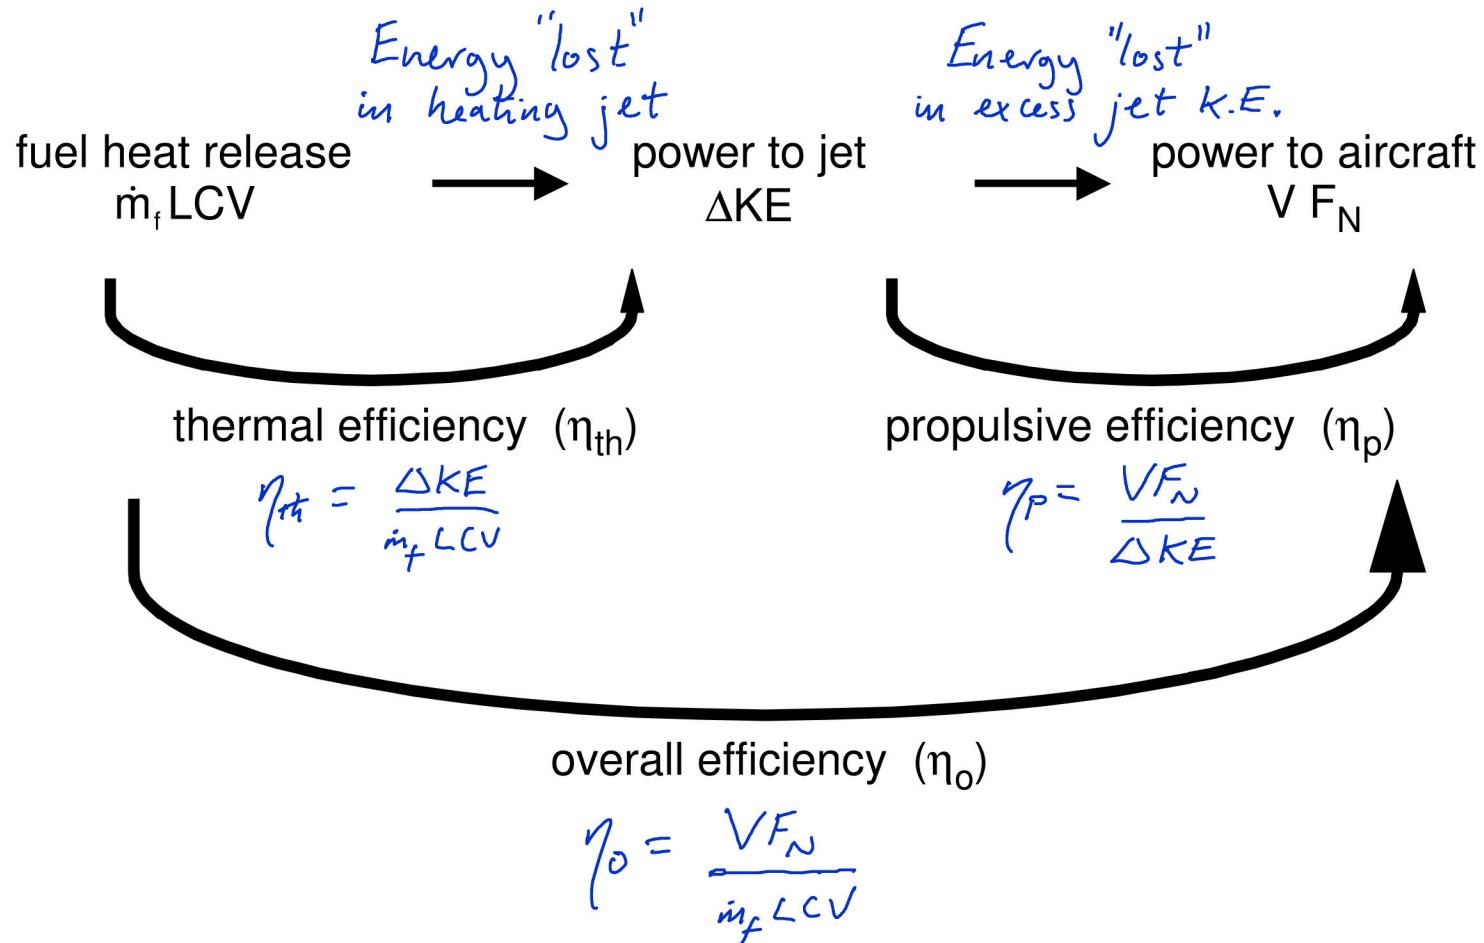 Energy "lost"
in heating jet
Energy "lost"
in excess jet K.E.
fuel heat release
ṁf LCV
power to jet
ΔKE
power to aircraft
V FN
thermal efficiency (ηth)
ηth = ΔKE / ṁf LCV
propulsive efficiency (ηp)
ηp = VFN / ΔKE
overall efficiency (ηo)
ηo = VFN / ṁf LCV